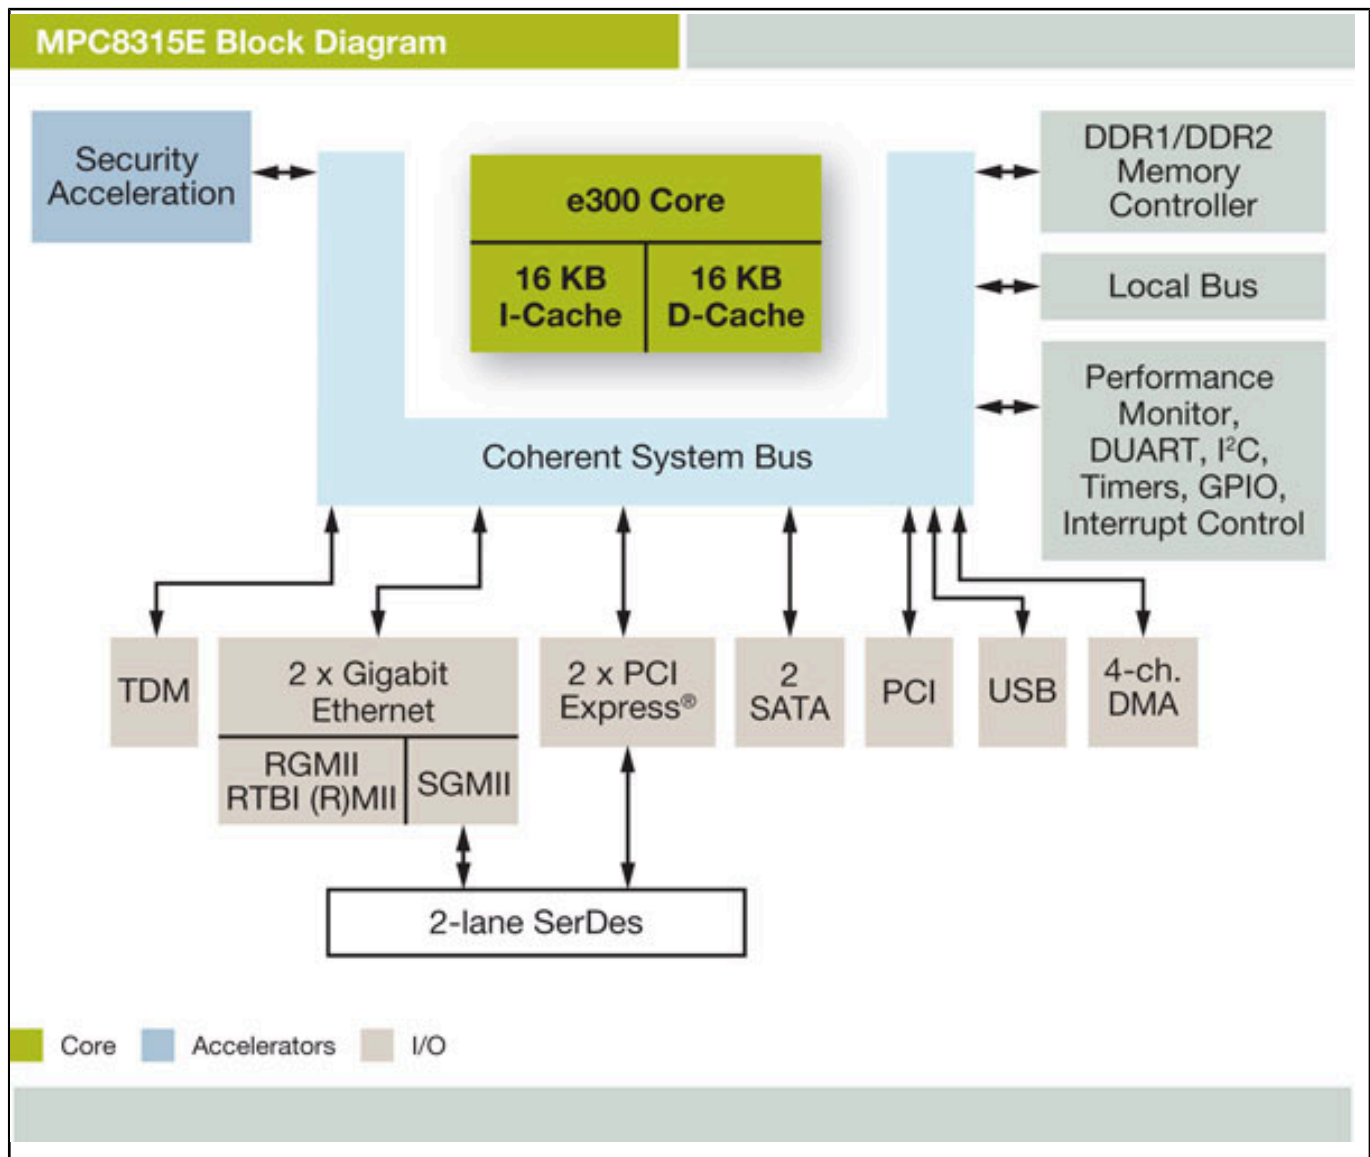 MPC8315E Block Diagram
Security
Acceleration
e300 Core
16 KB
I-Cache
16 KB
D-Cache
DDR1/DDR2
Memory
Controller
Local Bus
Performance
Monitor,
DUART, I²C,
Timers, GPIO,
Interrupt Control
Coherent System Bus
TDM
2 x Gigabit
Ethernet
RGMII
RTBI (R)MII
SGMII
2 x PCI
Express®
2
SATA
PCI
USB
4-ch.
DMA
2-lane SerDes
Core
Accelerators
I/O